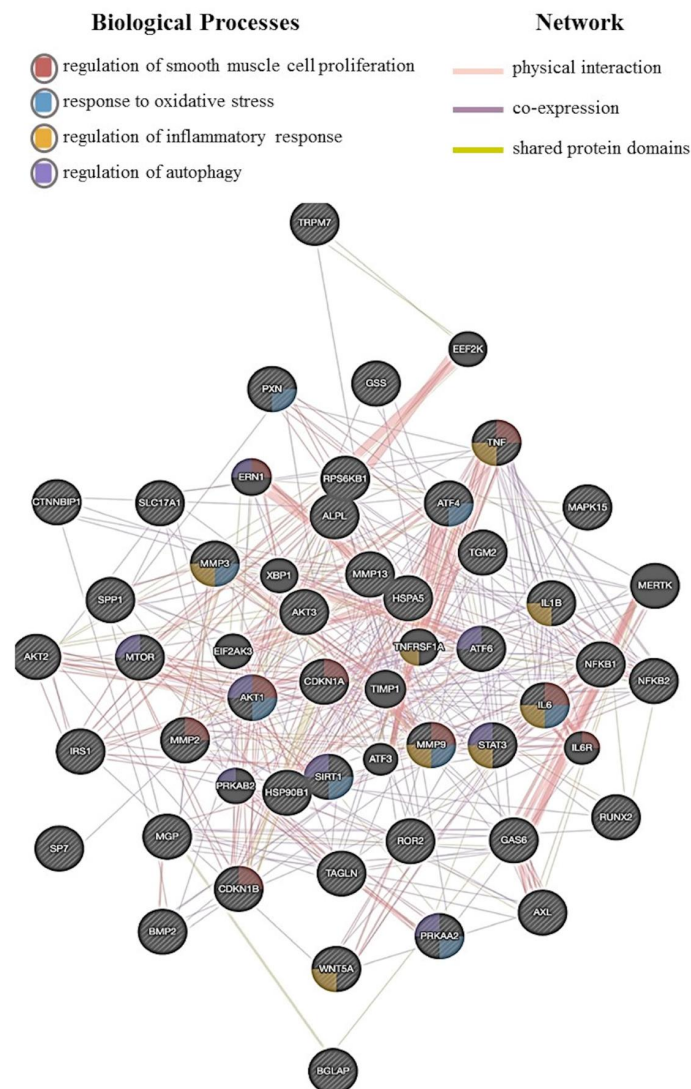 Biological Processes
Network
regulation of smooth muscle cell proliferation
physical interaction
response to oxidative stress
co-expression
regulation of inflammatory response
shared protein domains
regulation of autophagy
TRPM7
EEF2K
PXN
GSS
TNF
ERN1
RPS6KB1
CTNNBIP1
SLC17A1
ATF4
MAPK15
ALPL
TGM2
MMP3
XBP1
MMP13
MERTK
SPP1
AKT3
HSPA5
IL1B
AKT2
MTOR
EIF2AK3
TNFRSF1A
ATF6
NFKB1
NFKB2
AKT1
CDKN1A
TIMP1
IL6
IRS1
MMP2
ATF3
MMP9
STAT3
IL6R
PRKAB2
HSP90B1
SIRT1
RUNX2
SP7
MGP
ROR2
GAS6
CDKN1B
TAGLN
BMP2
PRKAA2
AXL
WNT5A
BGLAP